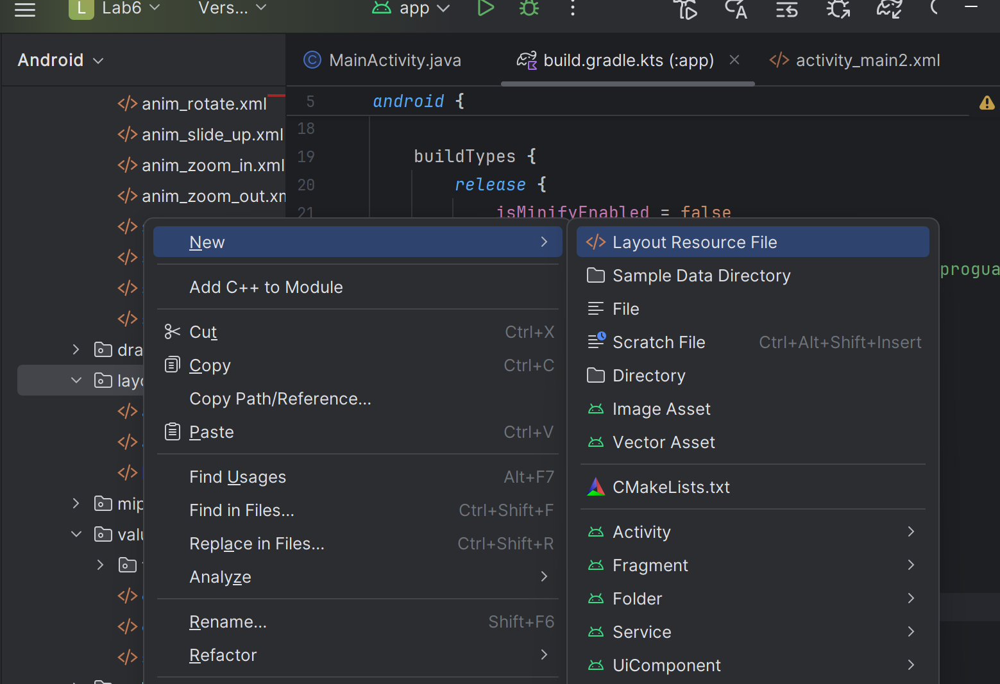 L Lab6 Vers... app
Android
MainActivity.java build.gradle.kts (:app) activity_main2.xml
anim_rotate.xml
anim_slide_up.xml
anim_zoom_in.xml
anim_zoom_out.xm
5 android {
18
19 buildTypes {
20 release {
21 isMinifyEnabled = false
progua
dra
layo
mip
valu
New
Add C++ to Module
Cut Ctrl+X
Copy Ctrl+C
Copy Path/Reference...
Paste Ctrl+V
Find Usages Alt+F7
Find in Files... Ctrl+Shift+F
Replace in Files... Ctrl+Shift+R
Analyze
Rename... Shift+F6
Refactor
Layout Resource File
Sample Data Directory
File
Scratch File Ctrl+Alt+Shift+Insert
Directory
Image Asset
Vector Asset
CMakeLists.txt
Activity
Fragment
Folder
Service
UiComponent